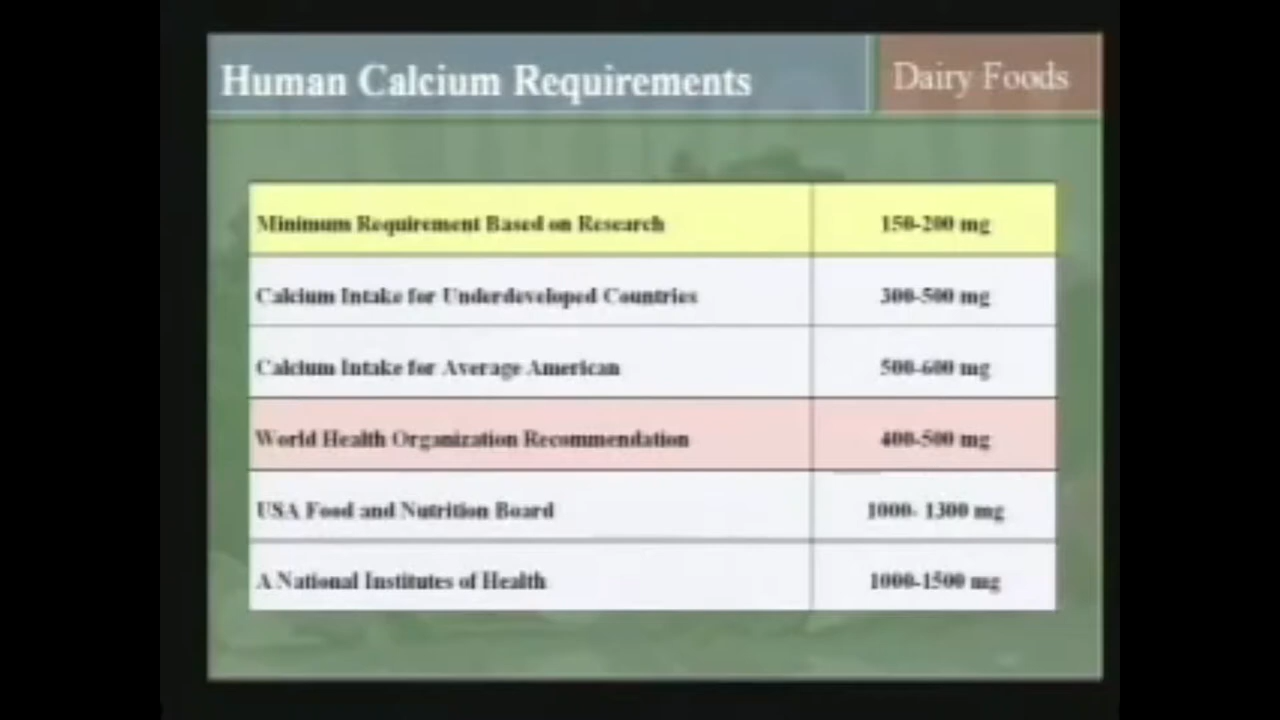 Human Calcium Requirements
Dairy Foods
Minimum Requirement Based on Research 150-200 mg
Calcium Intake for Underdeveloped Countries 300-500 mg
Calcium Intake for Average American 500-600 mg
World Health Organization Recommendation 400-500 mg
USA Food and Nutrition Board 1000- 1300 mg
A National Institutes of Health 1000-1500 mg